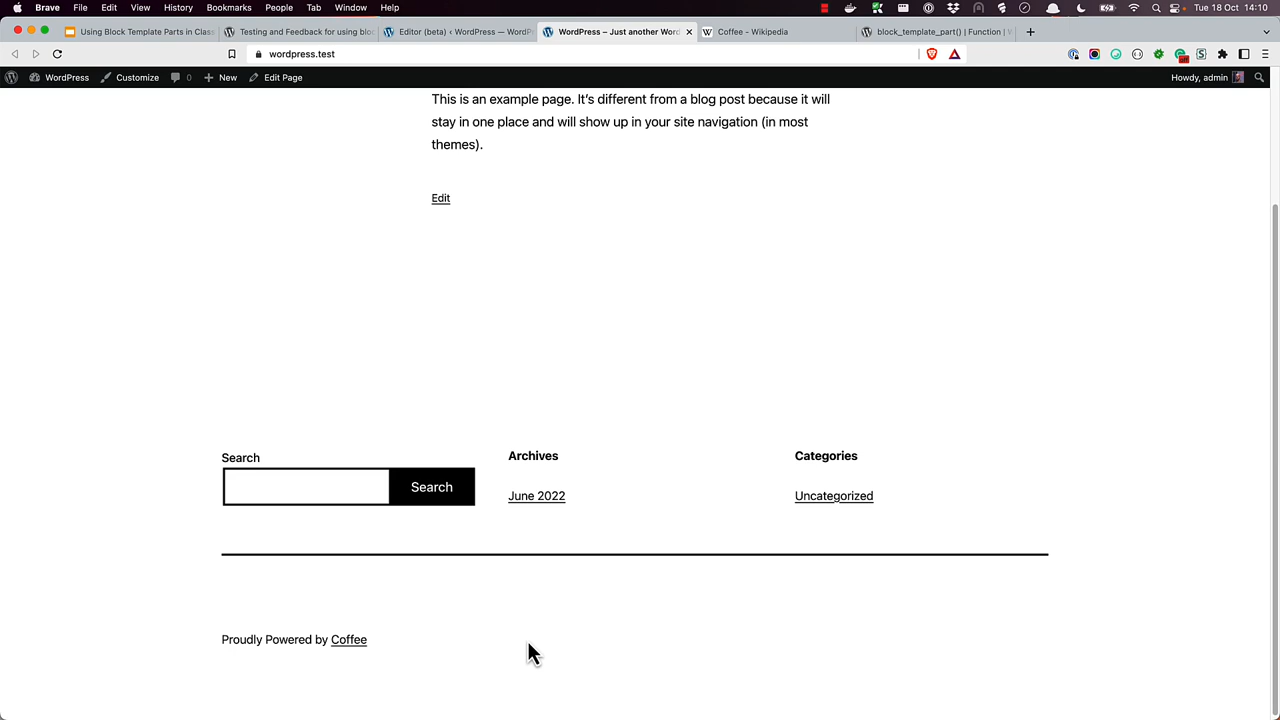 Brave File Edit View History Bookmarks People Tab Window Help Tue 18 Oct 14:10
Using Block Template Parts in Class Testing and Feedback for using bloc Editor (beta) ‹ WordPress — WordPr WordPress – Just another Word Coffee - Wikipedia block_template_part() | Function |
wordpress.test
WordPress Customize 0 New Edit Page Howdy, admin
This is an example page. It’s different from a blog post because it will
stay in one place and will show up in your site navigation (in most
themes).
Edit
Search Archives Categories
Search June 2022 Uncategorized
Proudly Powered by Coffee